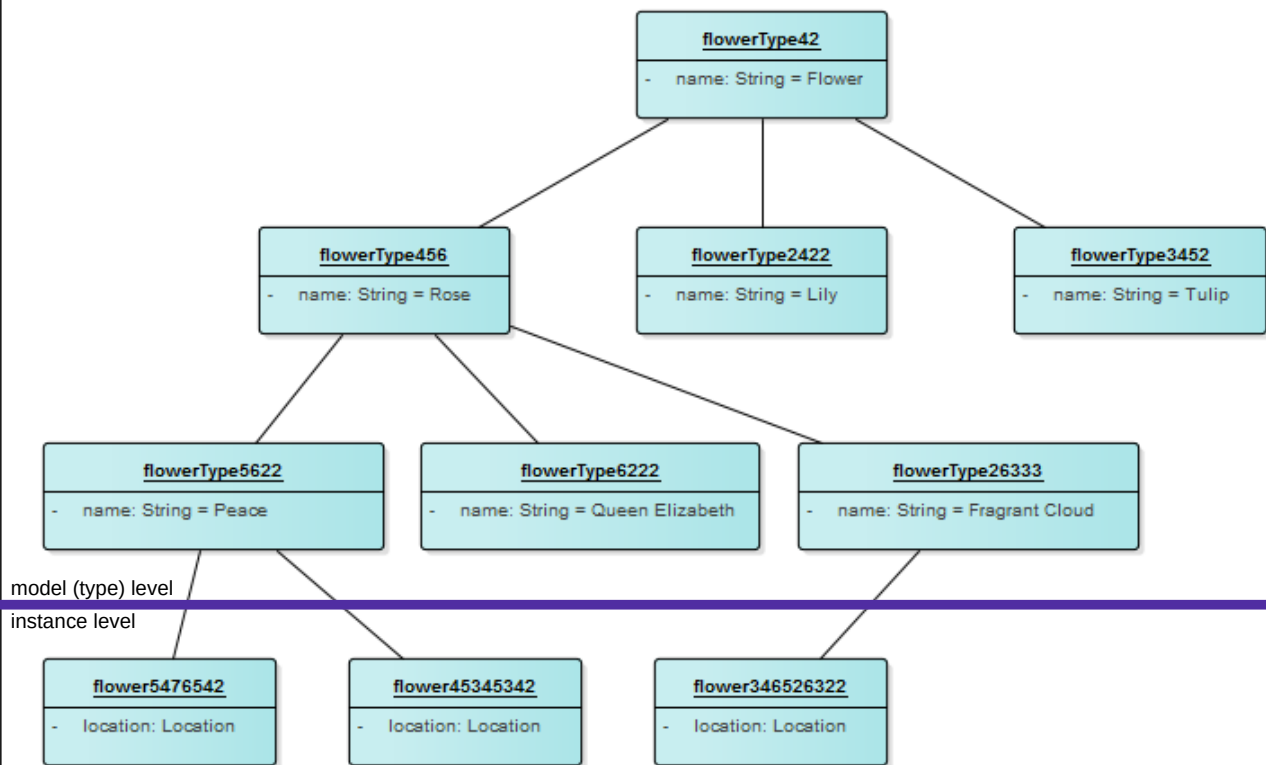 flowerType42
- name: String = Flower
flowerType456
- name: String = Rose
flowerType2422
- name: String = Lily
flowerType3452
- name: String = Tulip
flowerType5622
- name: String = Peace
flowerType6222
- name: String = Queen Elizabeth
flowerType26333
- name: String = Fragrant Cloud
model (type) level
instance level
flower5476542
- location: Location
flower45345342
- location: Location
flower346526322
- location: Location